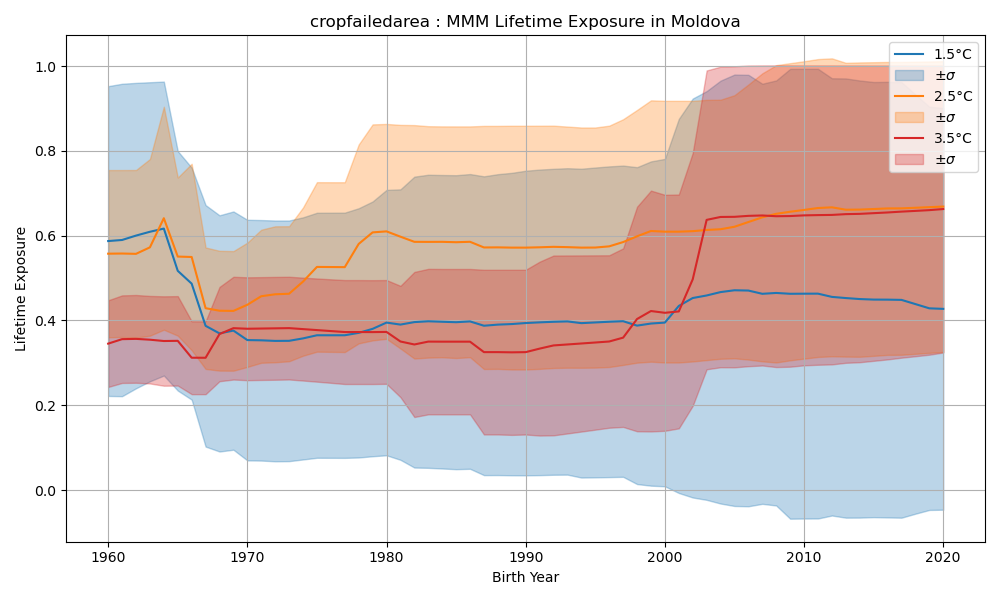 cropfailedarea : MMM Lifetime Exposure in Moldova
Lifetime Exposure
1.0
0.8
0.6
0.4
0.2
0.0
1960 1970 1980 1990 2000 2010 2020
Birth Year
1.5°C
±σ
2.5°C
±σ
3.5°C
±σ